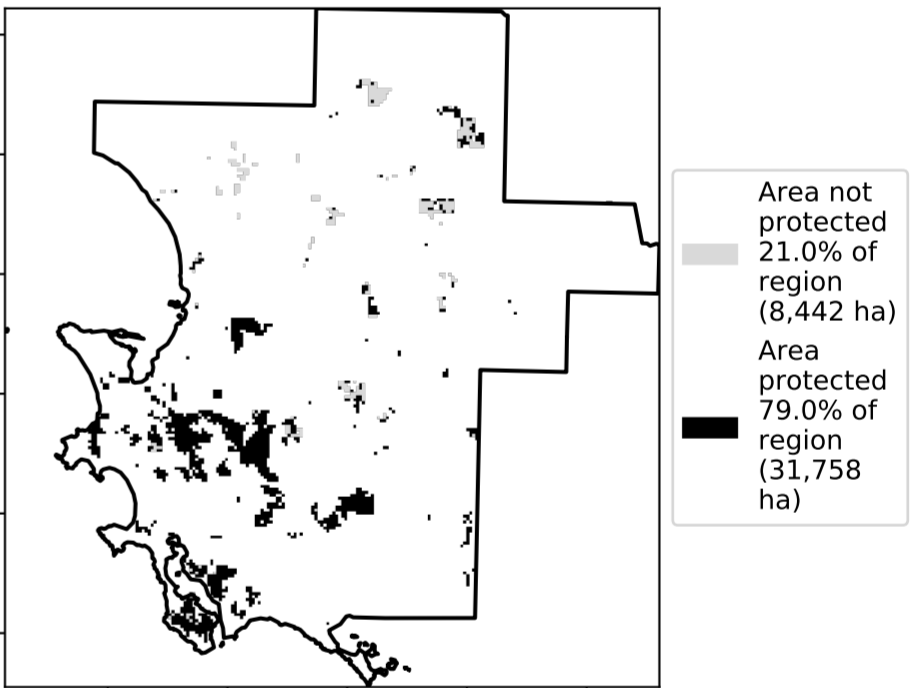 Area not
protected
21.0% of
region
(8,442 ha)
Area
protected
79.0% of
region
(31,758
ha)